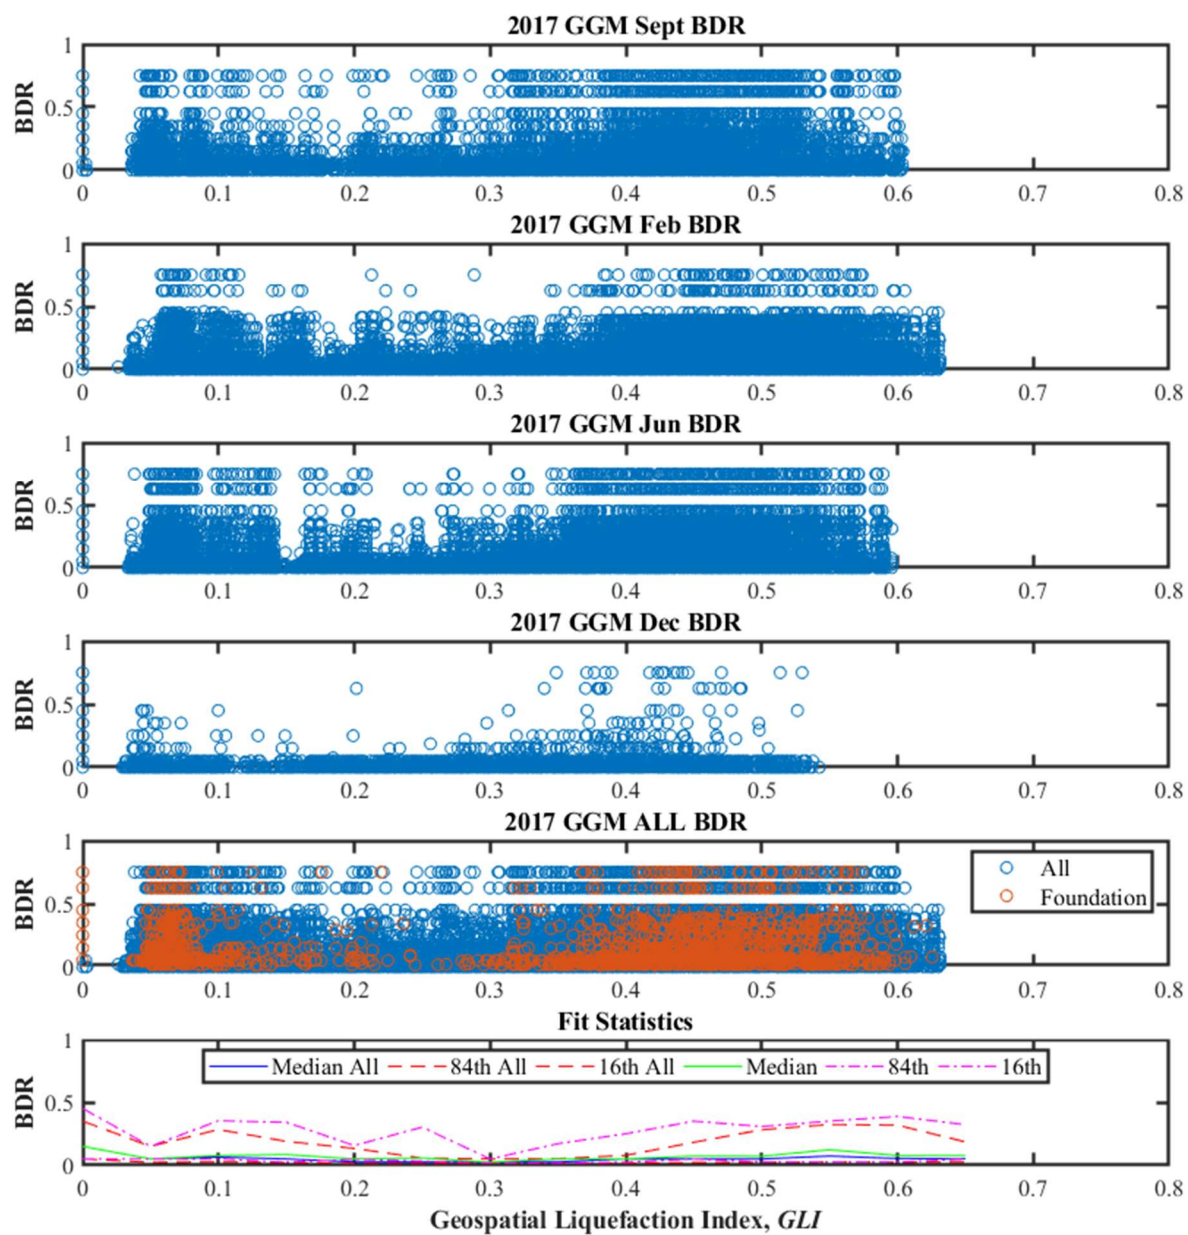 2017 GGM Sept BDR
1
0.5
0
BDR
0 0.1 0.2 0.3 0.4 0.5 0.6 0.7 0.8
2017 GGM Feb BDR
1
0.5
0
BDR
0 0.1 0.2 0.3 0.4 0.5 0.6 0.7 0.8
2017 GGM Jun BDR
1
0.5
0
BDR
0 0.1 0.2 0.3 0.4 0.5 0.6 0.7 0.8
2017 GGM Dec BDR
1
0.5
0
BDR
0 0.1 0.2 0.3 0.4 0.5 0.6 0.7 0.8
2017 GGM ALL BDR
1
0.5
0
BDR
All
Foundation
0 0.1 0.2 0.3 0.4 0.5 0.6 0.7 0.8
Fit Statistics
1
0.5
0
BDR
Median All 84th All 16th All Median 84th 16th
0 0.1 0.2 0.3 0.4 0.5 0.6 0.7 0.8
Geospatial Liquefaction Index, GLI